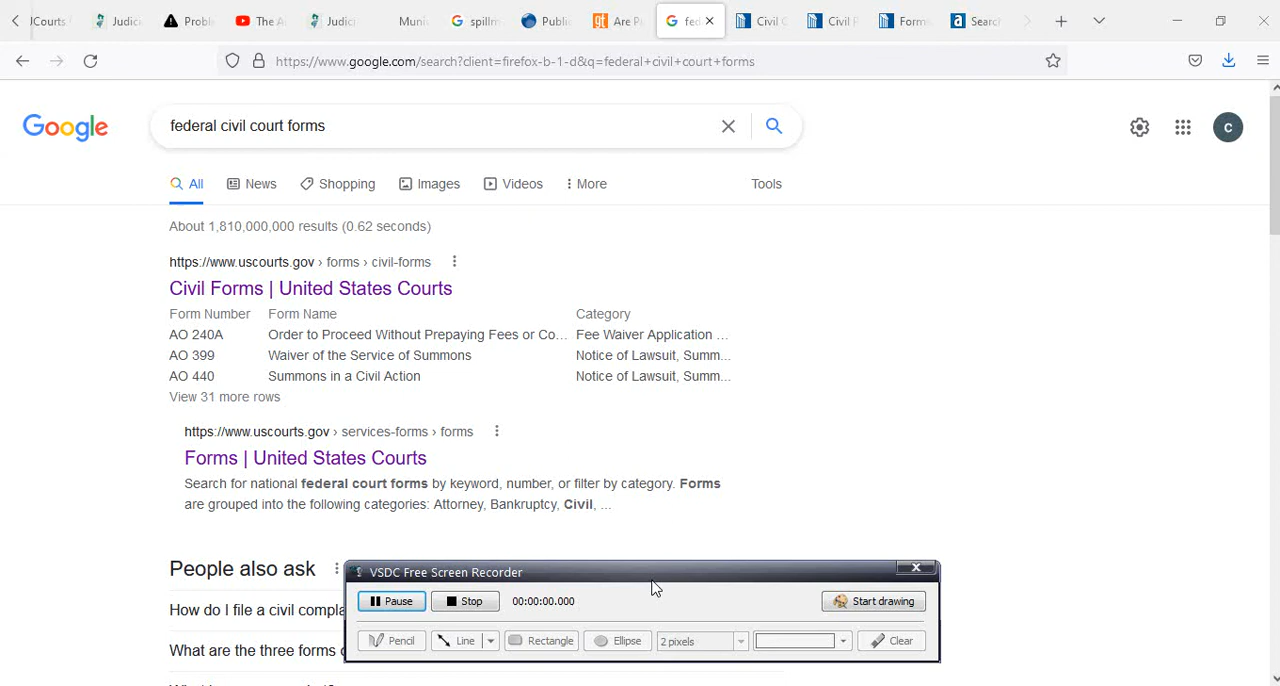 JCourts
Judici
Probl
The A
Judici
Muni
spillm
Public
gt Are P
fed
Civil C
Civil F
Forms
a Search
https://www.google.com/search?client=firefox-b-1-d&q=federal+civil+court+forms
Google
federal civil court forms
C
All News Shopping Images Videos More Tools
About 1,810,000,000 results (0.62 seconds)
https://www.uscourts.gov › forms › civil-forms
Civil Forms | United States Courts
Form Number Form Name Category
AO 240A Order to Proceed Without Prepaying Fees or Co... Fee Waiver Application ...
AO 399 Waiver of the Service of Summons Notice of Lawsuit, Summ...
AO 440 Summons in a Civil Action Notice of Lawsuit, Summ...
View 31 more rows
https://www.uscourts.gov › services-forms › forms
Forms | United States Courts
Search for national federal court forms by keyword, number, or filter by category. Forms
are grouped into the following categories: Attorney, Bankruptcy, Civil, ...
People also ask
How do I file a civil compla
What are the three forms o
VSDC Free Screen Recorder
Pause Stop 00:00:00.000 Start drawing
Pencil Line Rectangle Ellipse 2 pixels Clear